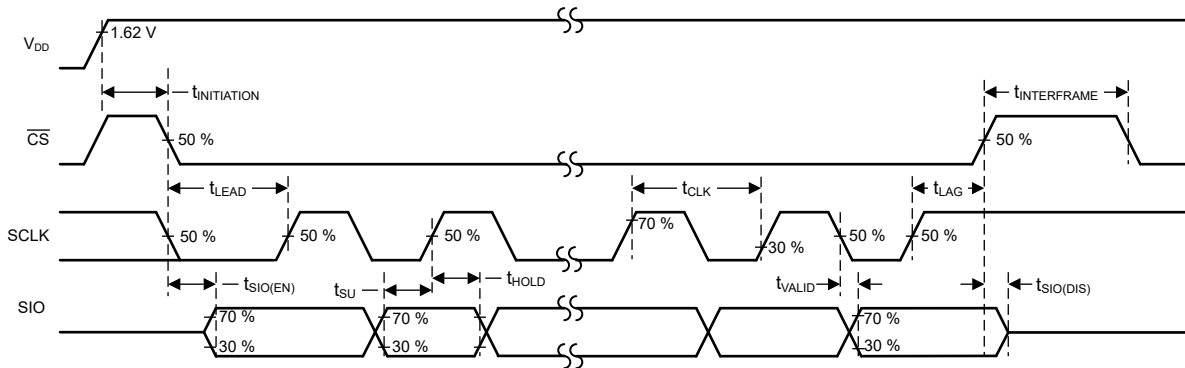 V_DD
1.62 V
t_INITIATION
t_INTERFRAME
CS
50 %
50 %
t_LEAD
t_CLK
t_LAG
SCLK
50 %
50 %
50 %
70 %
30 %
50 %
50 %
t_SIO(EN)
t_SU
t_HOLD
t_VALID
t_SIO(DIS)
SIO
70 %
30 %
70 %
30 %
70 %
30 %